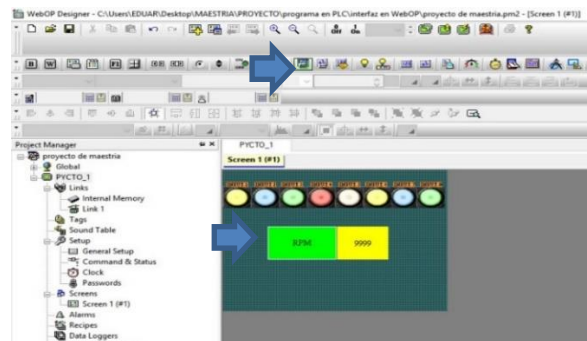 WebOP Designer - C:\Users\EDUAR\Desktop\MAESTRIA\PROYECTO\programa en PLC\interfaz en WebOP\proyecto de maestria.pm2 - [Screen 1 (#1)]
Project Manager
PYCTO_1
proyecto de maestria
Screen 1 (#1)
Global
PYCTO_1
Links
Internal Memory
Link 1
Tags
Sound Table
RPM
9999
Setup
General Setup
Command & Status
Clock
Passwords
Screens
Screen 1 (#1)
Alarms
Recipes
Data Loggers